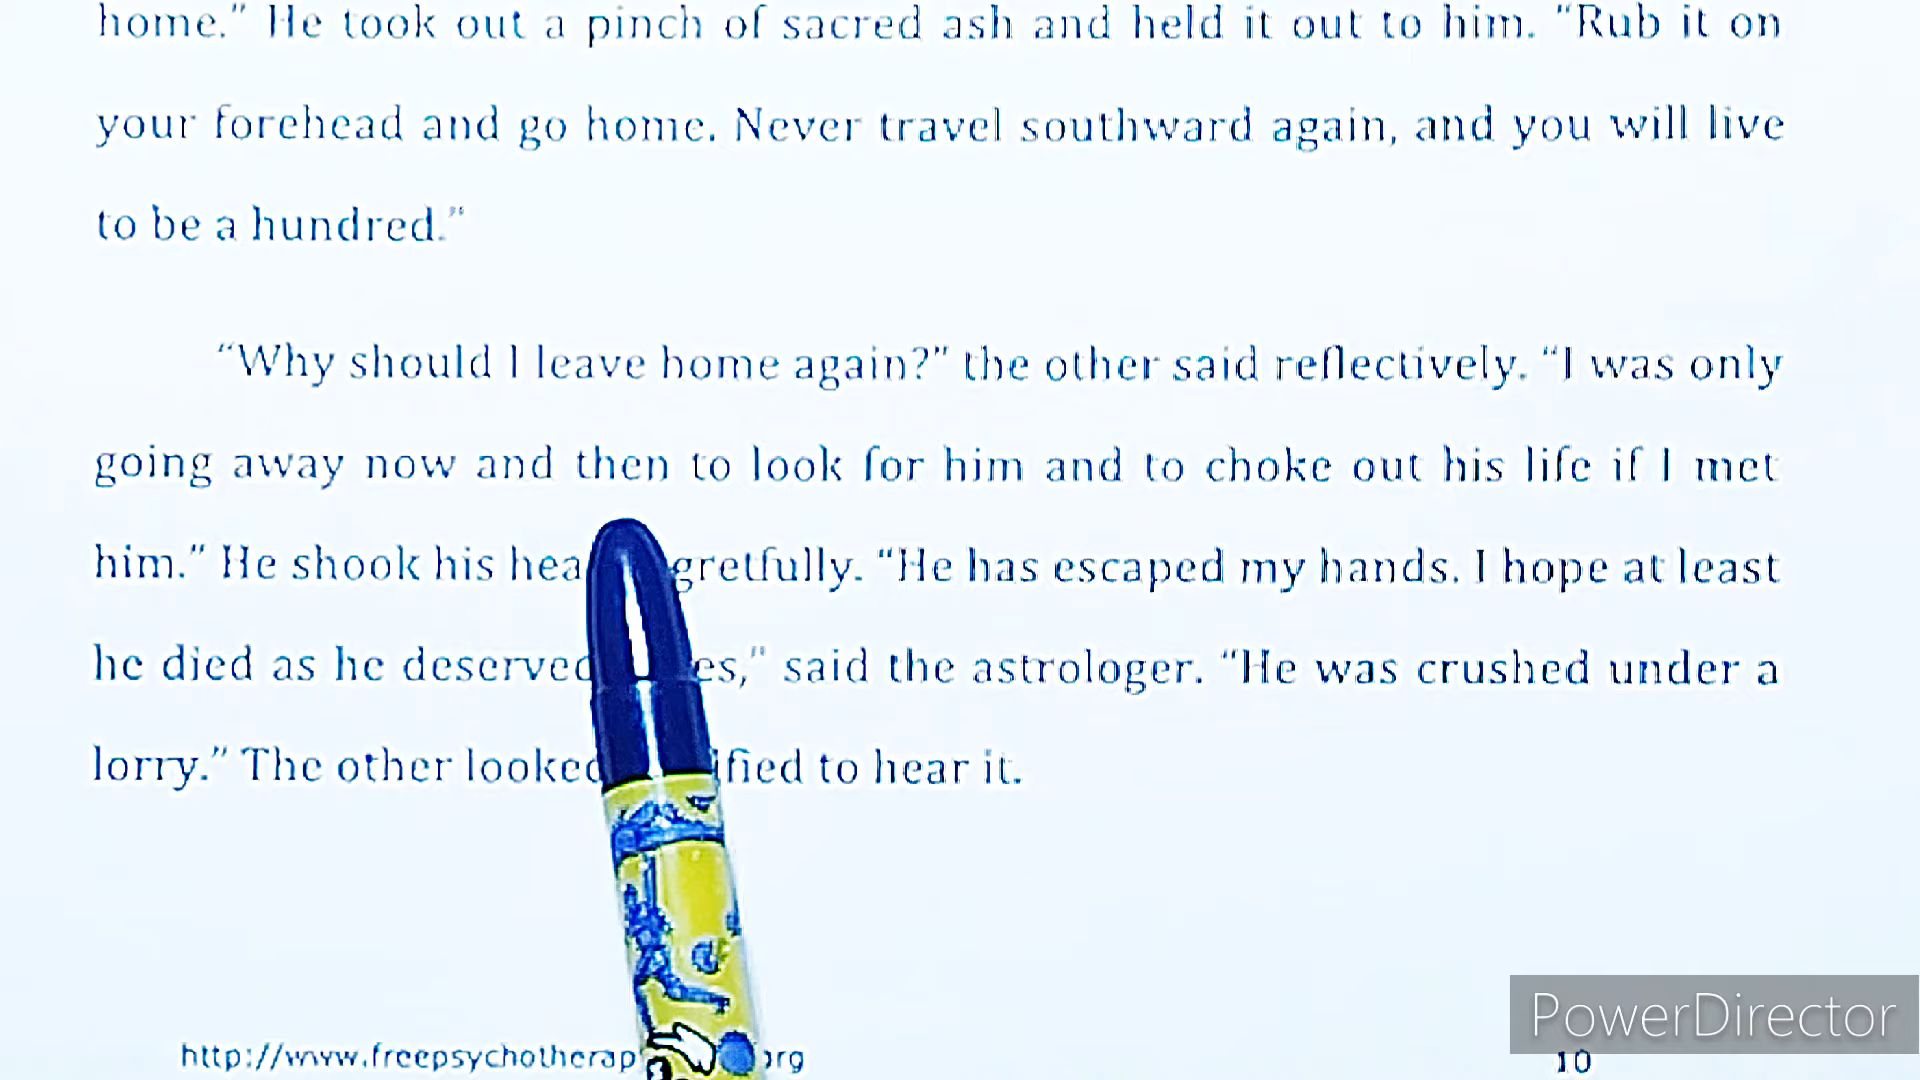 home.” He took out a pinch of sacred ash and held it out to him. “Rub it on
your forehead and go home. Never travel southward again, and you will live
to be a hundred.”
“Why should I leave home again?” the other said reflectively. “I was only
going away now and then to look for him and to choke out his life if I met
him.” He shook his hea gretfully. “He has escaped my hands. I hope at least
he died as he deserved es,” said the astrologer. “He was crushed under a
lorry.” The other looked ified to hear it.
http://www.freepsychotherap rg
10
PowerDirector